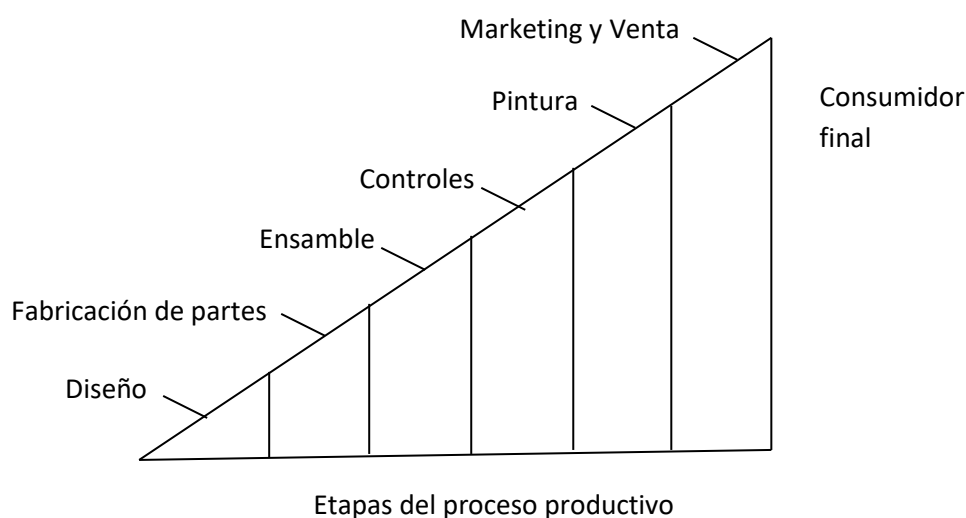 Marketing y Venta
Pintura
Consumidor
final
Controles
Ensamble
Fabricación de partes
Diseño
Etapas del proceso productivo